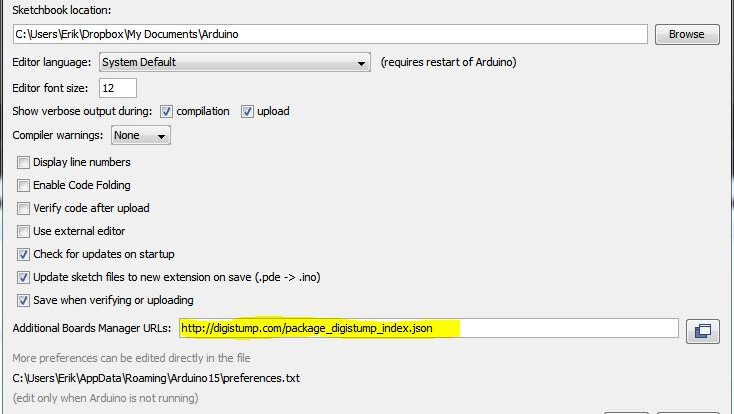 Sketchbook location:
C:\Users\Erik\Dropbox\My Documents\Arduino Browse
Editor language: System Default (requires restart of Arduino)
Editor font size: 12
Show verbose output during: compilation upload
Compiler warnings: None
Display line numbers
Enable Code Folding
Verify code after upload
Use external editor
Check for updates on startup
Update sketch files to new extension on save (.pde -> .ino)
Save when verifying or uploading
Additional Boards Manager URLs: http://digistump.com/package_digistump_index.json
More preferences can be edited directly in the file
C:\Users\Erik\AppData\Roaming\Arduino15\preferences.txt
(edit only when Arduino is not running)